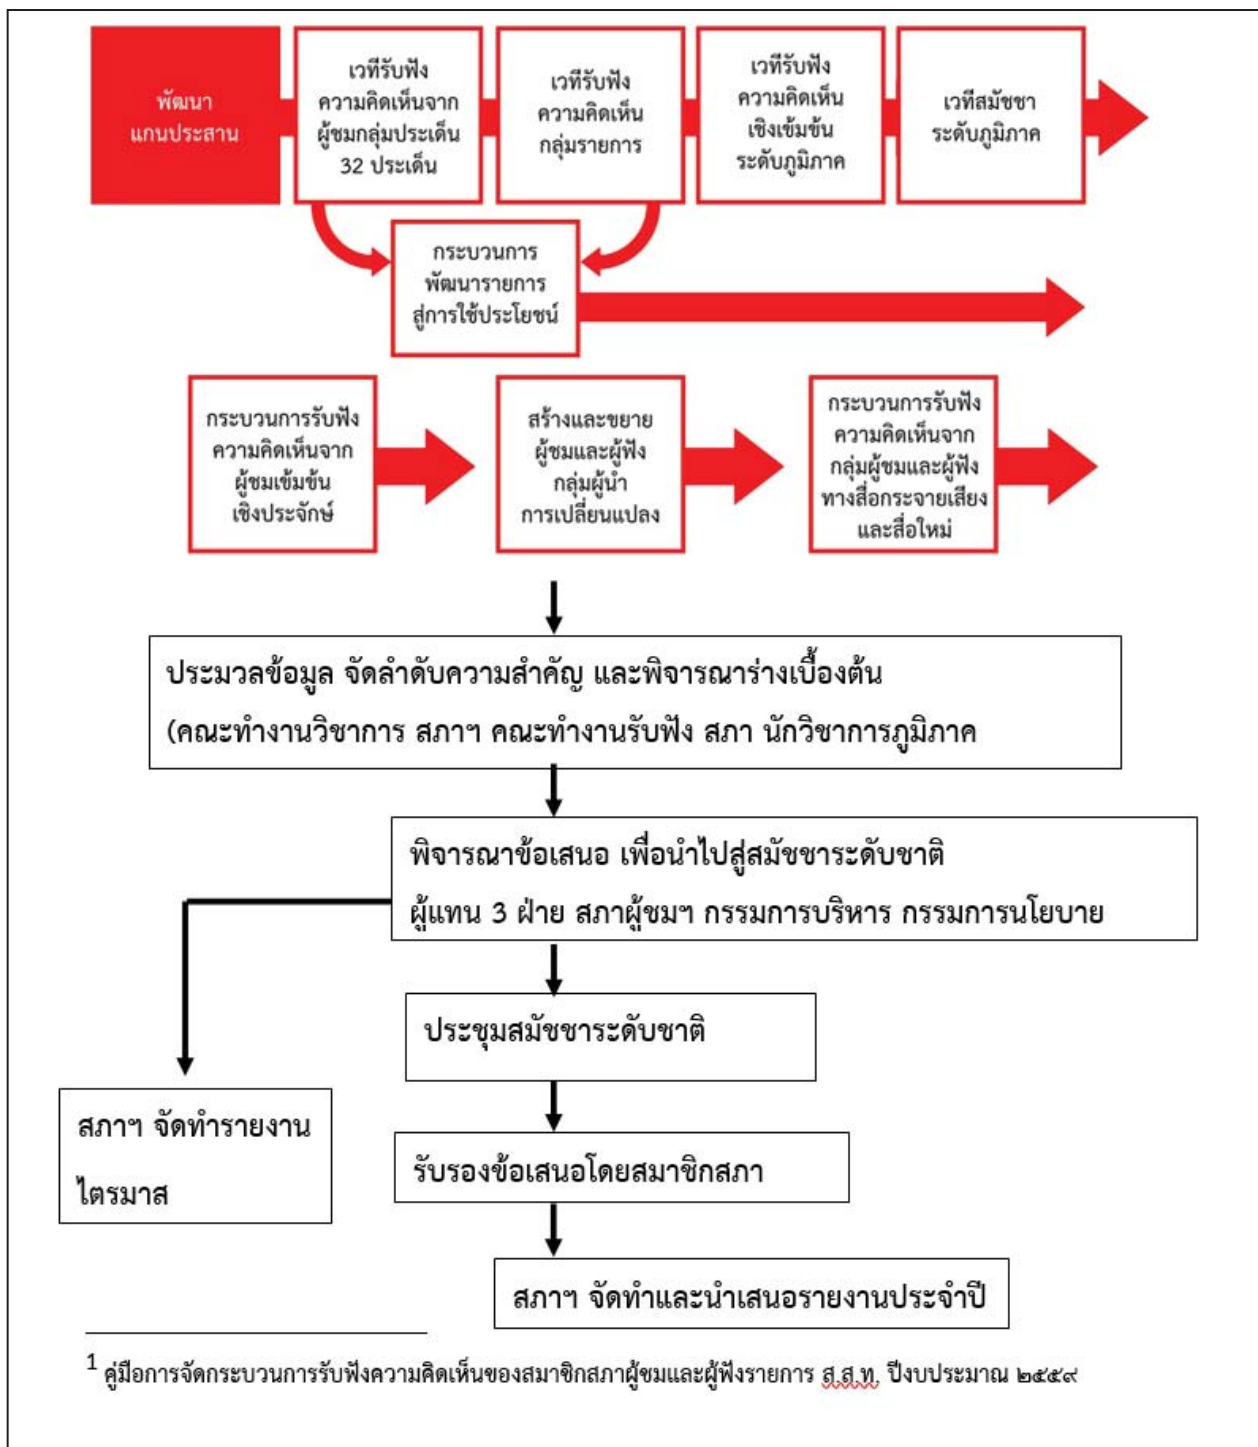 พัฒนา
แกนประสาน
เวทีรับฟัง
ความคิดเห็นจาก
ผู้ชมกลุ่มประเด็น
32 ประเด็น
เวทีรับฟัง
ความคิดเห็น
กลุ่มรายการ
เวทีรับฟัง
ความคิดเห็น
เชิงเข้มข้น
ระดับภูมิภาค
เวทีสมัชชา
ระดับภูมิภาค
กระบวนการ
พัฒนารายการ
สู่การใช้ประโยชน์
กระบวนการรับฟัง
ความคิดเห็นจาก
ผู้ชมเข้มข้น
เชิงประจักษ์
สร้างและขยาย
ผู้ชมและผู้ฟัง
กลุ่มผู้นำ
การเปลี่ยนแปลง
กระบวนการรับฟัง
ความคิดเห็นจาก
กลุ่มผู้ชมและผู้ฟัง
ทางสื่อกระจายเสียง
และสื่อใหม่
ประมวลข้อมูล จัดลำดับความสำคัญ และพิจารณาร่างเบื้องต้น
(คณะทำงานวิชาการ สภาฯ คณะทำงานรับฟัง สภา นักวิชาการภูมิภาค
พิจารณาข้อเสนอ เพื่อนำไปสู่สมัชชาระดับชาติ
ผู้แทน 3 ฝ่าย สภาผู้ชมฯ กรรมการบริหาร กรรมการนโยบาย
ประชุมสมัชชาระดับชาติ
สภาฯ จัดทำรายงาน
ไตรมาส
รับรองข้อเสนอโดยสมาชิกสภา
สภาฯ จัดทำและนำเสนอรายงานประจำปี
1 คู่มือการจัดกระบวนการรับฟังความคิดเห็นของสมาชิกสภาผู้ชมและผู้ฟังรายการ ส.ส.ท. ปีงบประมาณ ๒๕๕๙